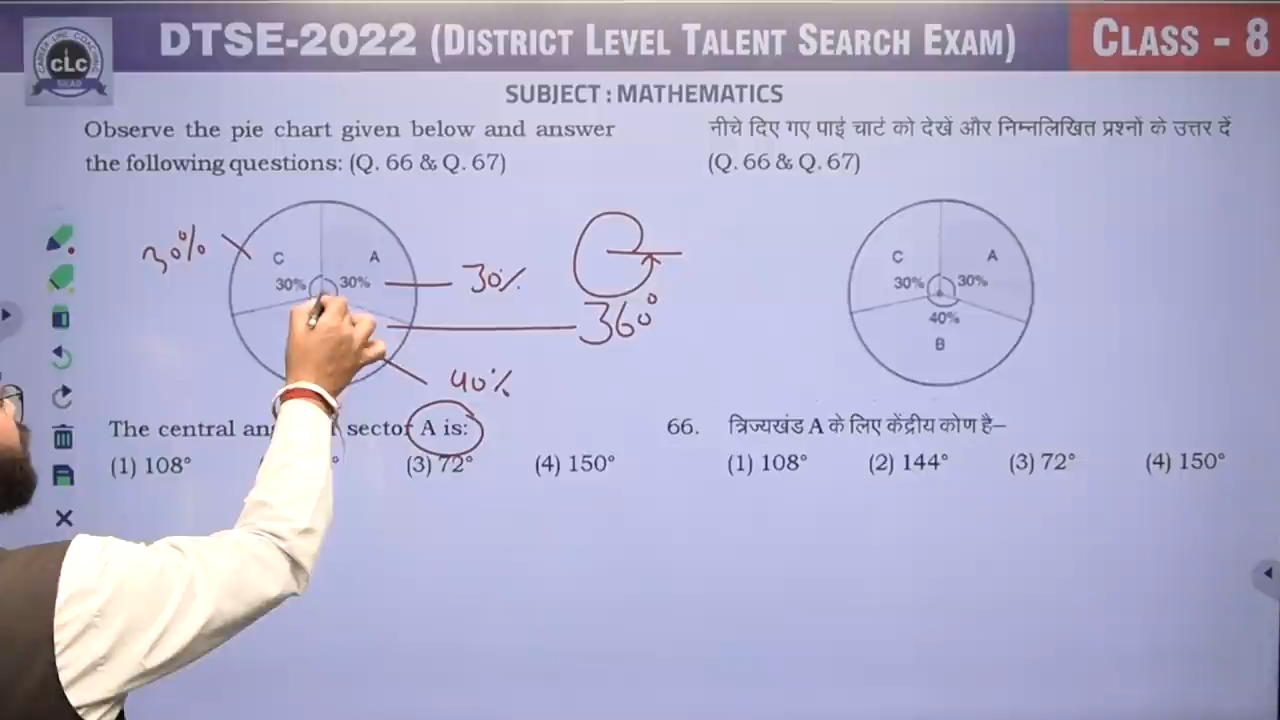 DTSE-2022 (DISTRICT LEVEL TALENT SEARCH EXAM)
CLASS - 8
CLC
SUBJECT : MATHEMATICS
Observe the pie chart given below and answer
the following questions: (Q. 66 & Q. 67)
C
A
30%
30%
30%
30%
360°
40%
The central an sector A is:
(1) 108°
°
(3) 72°
(4) 150°
नीचे दिए गए पाई चार्ट को देखें और निम्नलिखित प्रश्नों के उत्तर दें
(Q. 66 & Q. 67)
C
A
30%
30%
40%
B
66. त्रिज्यखंड A के लिए केंद्रीय कोण है–
(1) 108°
(2) 144°
(3) 72°
(4) 150°